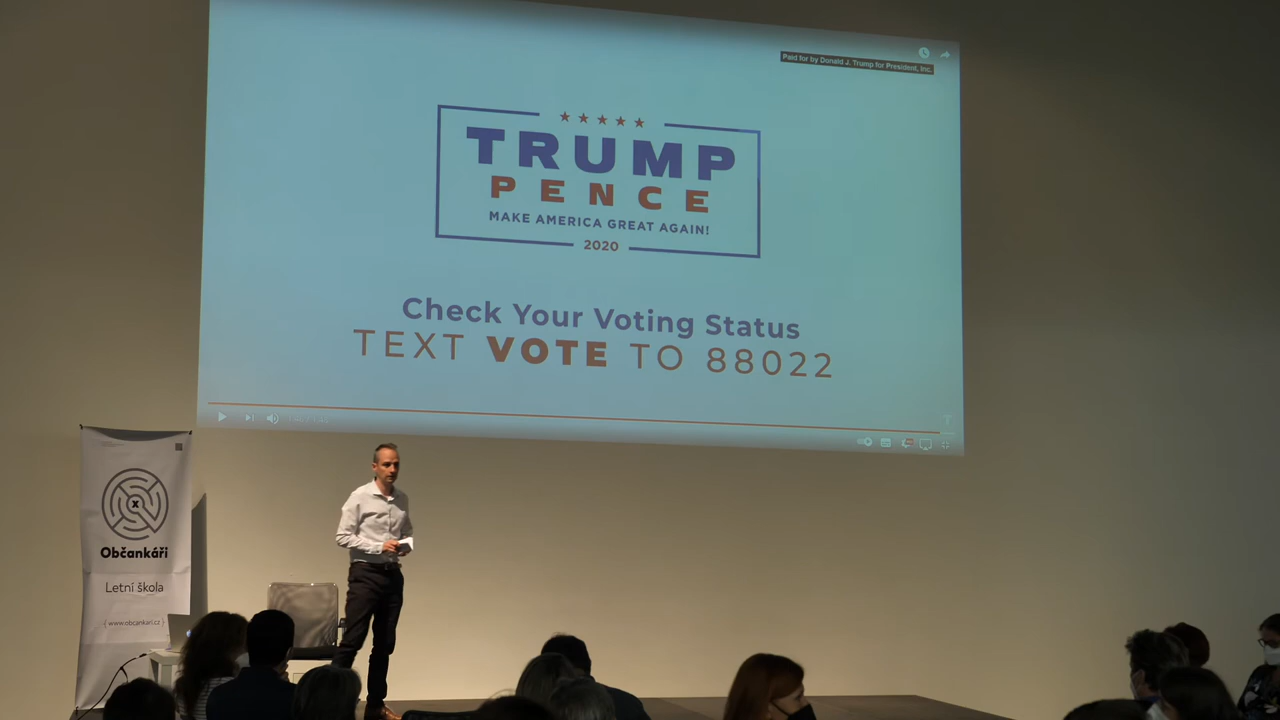 Paid for by Donald J. Trump for President, Inc.
TRUMP
PENCE
MAKE AMERICA GREAT AGAIN!
2020
Check Your Voting Status
TEXT VOTE TO 88022
x
Občankáři
Letní škola
{ www.obcankari.cz }